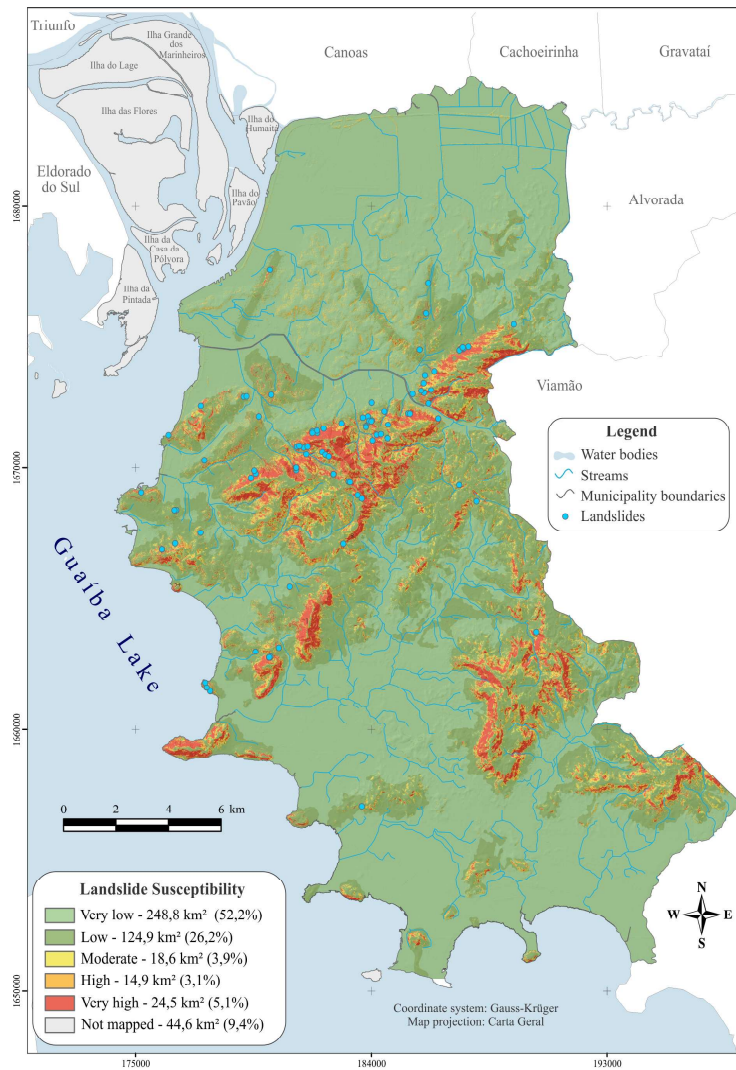 Triunfo
Ilha Grande
dos
Marinheiros
Canoas
Cachoeirinha
Gravataí
Ilha do Lage
Ilha das Flores
Ilha do
Humaitá
Eldorado
do Sul
Ilha do
Pavão
Alvorada
1680000
Ilha da
Casa da
Pólvora
Ilha da
Pintada
Viamão
Legend
Water bodies
Streams
Municipality boundaries
Landslides
1670000
Guaíba Lake
1660000
0 2 4 6 km
Landslide Susceptibility
Very low - 248,8 km² (52,2%)
Low - 124,9 km² (26,2%)
Moderate - 18,6 km² (3,9%)
High - 14,9 km² (3,1%)
Very high - 24,5 km² (5,1%)
Not mapped - 44,6 km² (9,4%)
N
W E
S
1650000
Coordinate system: Gauss-Krüger
Map projection: Carta Geral
175000 184000 193000